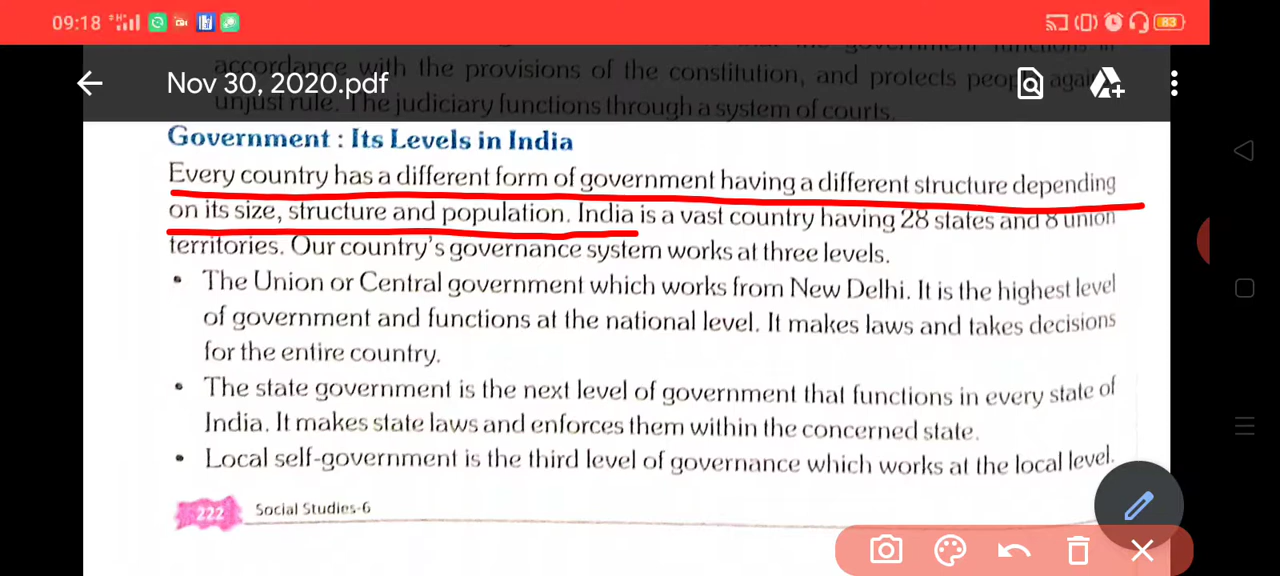 09:18
83
Nov 30, 2020.pdf
accordance with the provisions of the constitution, and protects people
unjust rule. The judiciary functions through a system of courts.
Government : Its Levels in India
Every country has a different form of government having a different structure depending
on its size, structure and population. India is a vast country having 28 states and 8 union
territories. Our country's governance system works at three levels.
• The Union or Central government which works from New Delhi. It is the highest level
of government and functions at the national level. It makes laws and takes decisions
for the entire country.
• The state government is the next level of government that functions in every state of
India. It makes state laws and enforces them within the concerned state.
• Local self-government is the third level of governance which works at the local level.
222 Social Studies-6